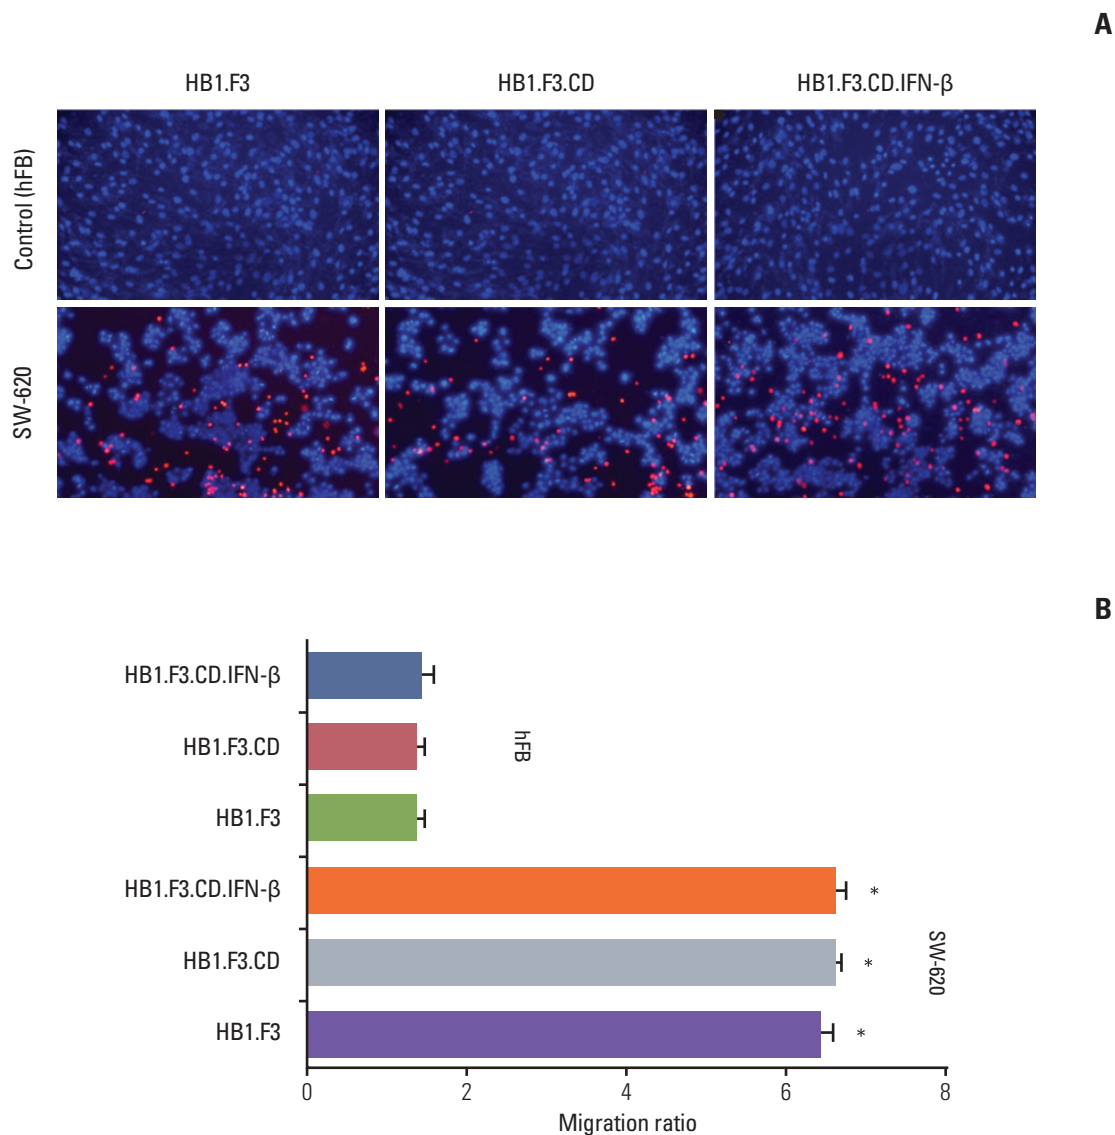 A
HB1.F3
HB1.F3.CD
HB1.F3.CD.IFN-β
Control (hFB)
SW-620
B
HB1.F3.CD.IFN-β
HB1.F3.CD
HB1.F3
hFB
HB1.F3.CD.IFN-β
*
HB1.F3.CD
*
HB1.F3
*
SW-620
0 2 4 6 8
Migration ratio